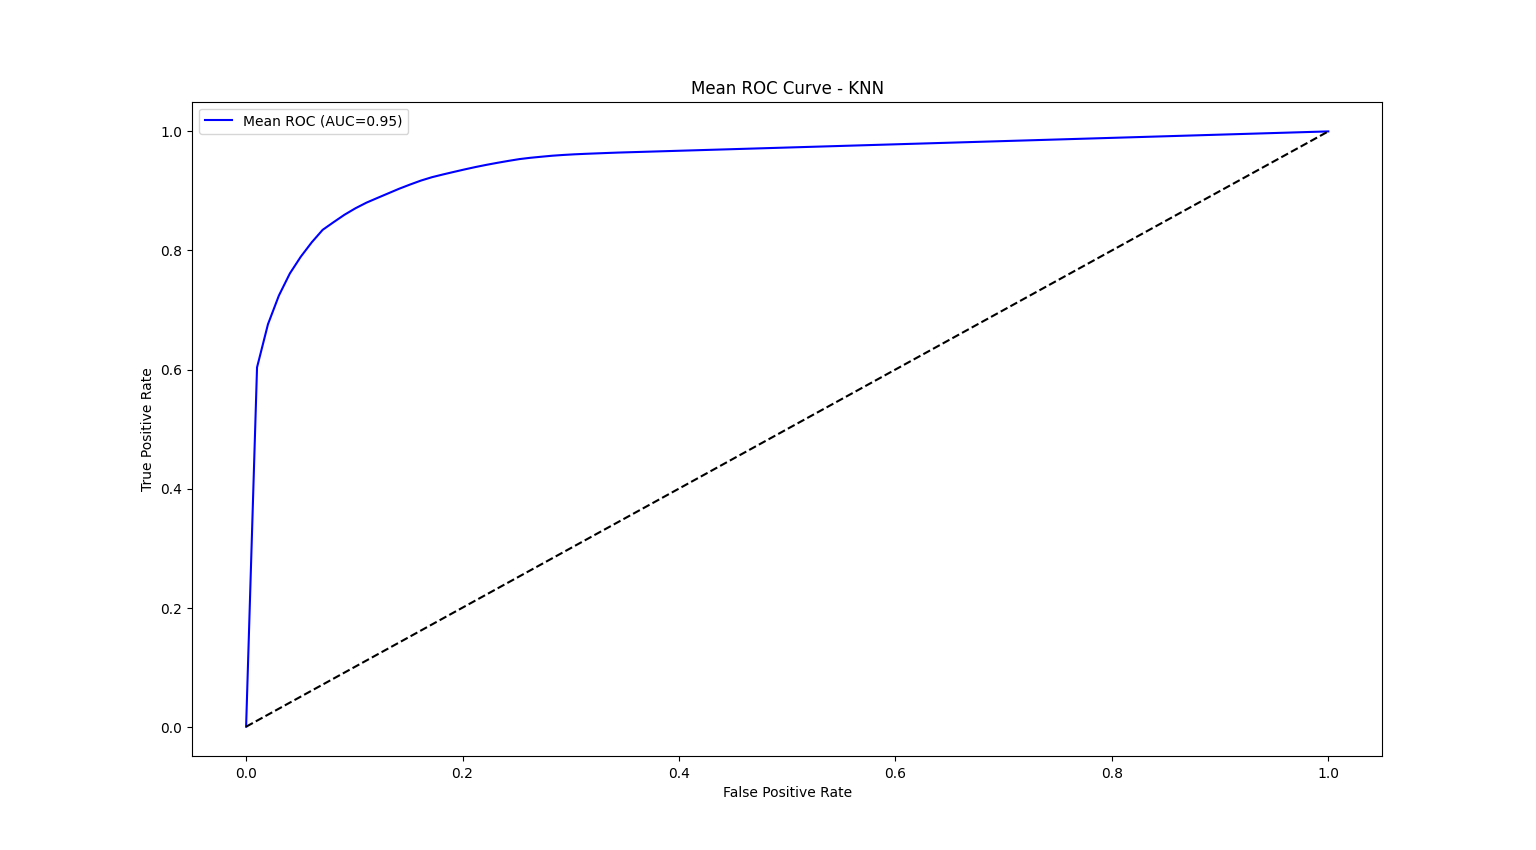 Mean ROC Curve - KNN
Mean ROC (AUC=0.95)
1.0
0.8
0.6
0.4
0.2
0.0
True Positive Rate
0.0 0.2 0.4 0.6 0.8 1.0
False Positive Rate